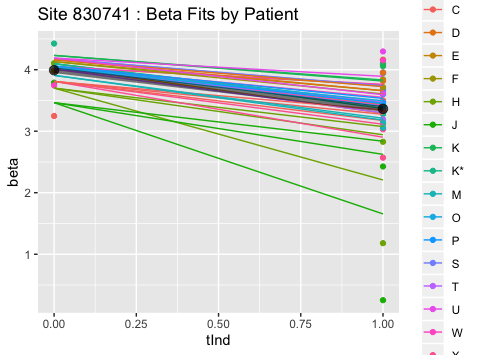 Site 830741 : Beta Fits by Patient
beta
4
3
2
1
0.00 0.25 0.50 0.75 1.00
tInd
C
D
E
F
H
J
K
K*
M
O
P
S
T
U
W